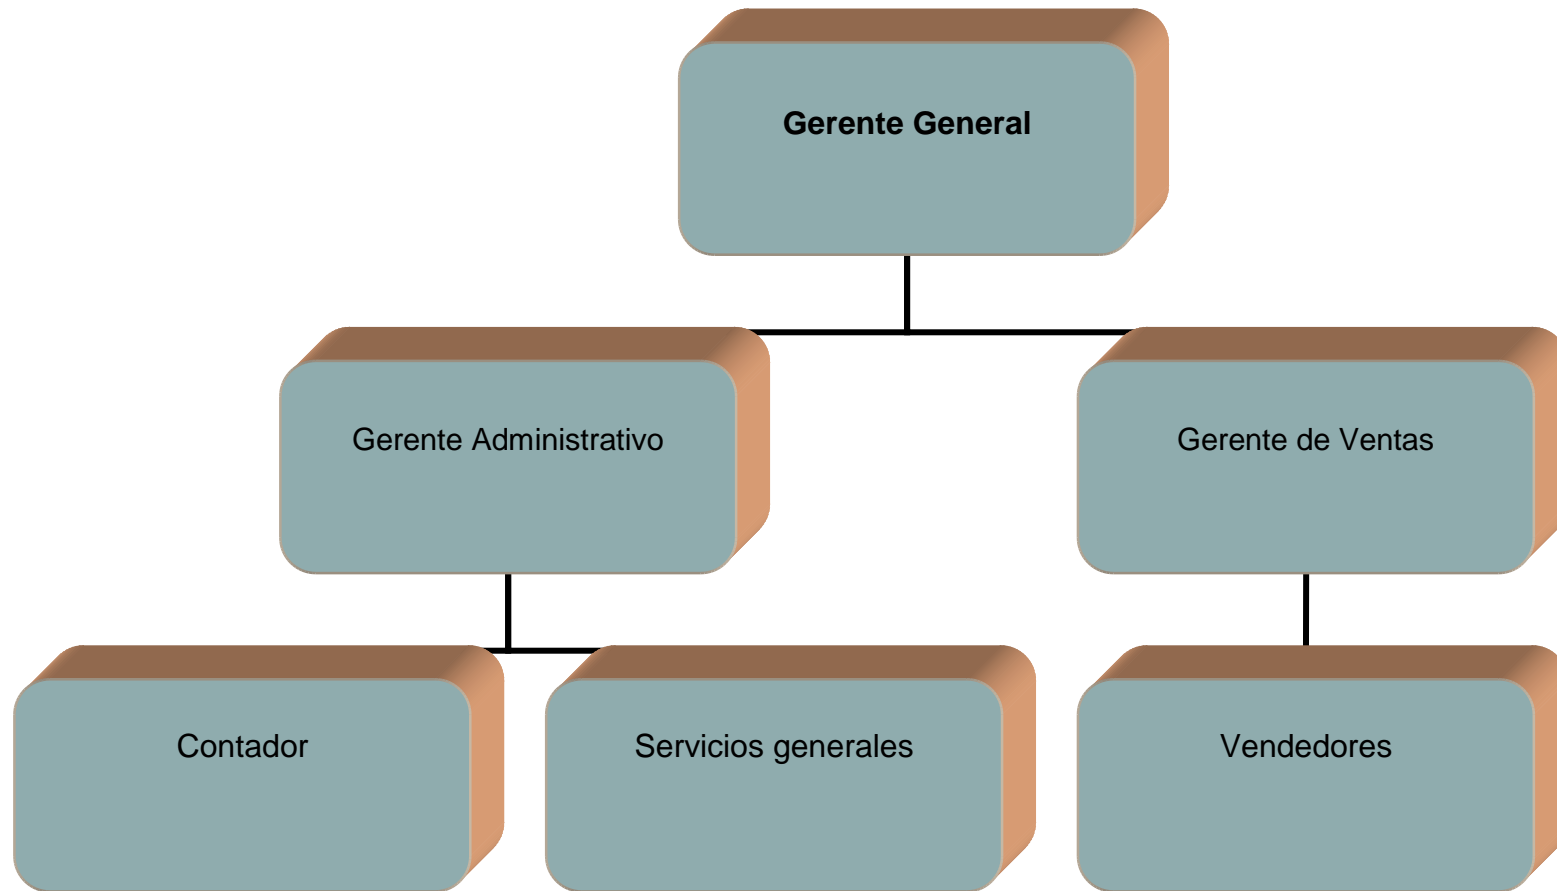 Gerente General
Gerente Administrativo
Gerente de Ventas
Contador
Servicios generales
Vendedores